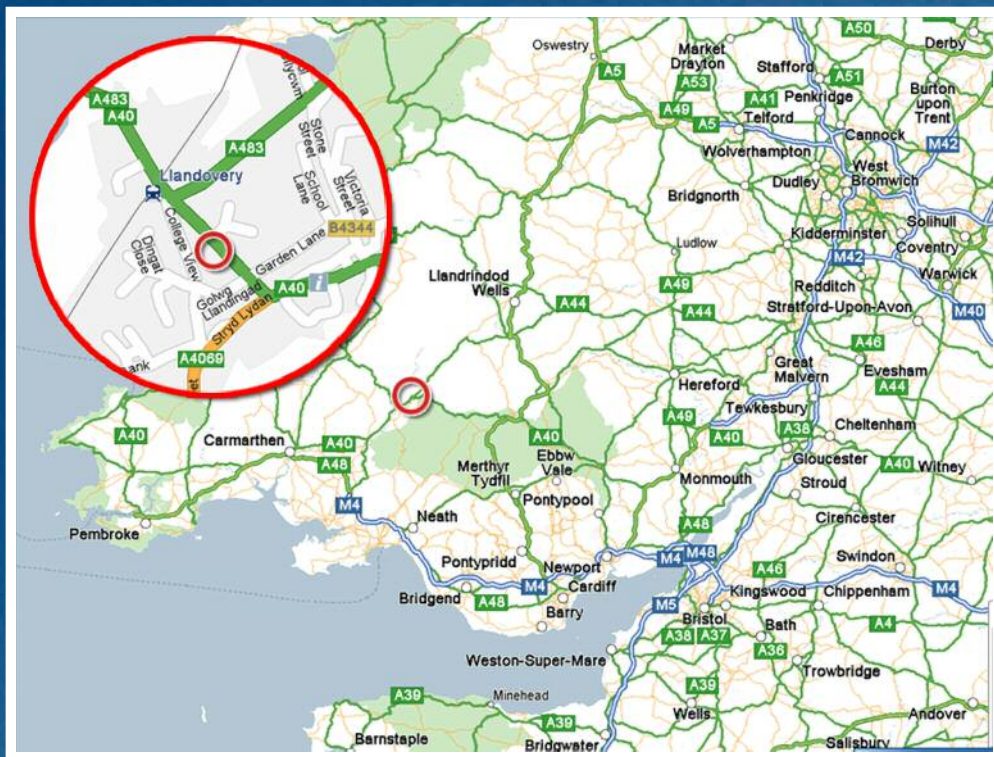 A50
Derby
Oswestry
Market
Drayton
Stafford
A5
A53
A51
Burton
upon
Trent
A41
Penkridge
A49
Telford
A5
Cannock
M42
Wolverhampton
West
Bromwich
Dudley
Bridgnorth
Solihull
Kidderminster
Coventry
Ludlow
M42
Warwick
Llandrindod
Wells
A49
Redditch
Stratford-Upon-Avon
A44
A44
M40
A46
Great
Malvern
Evesham
Hereford
A44
Tewkesbury
A49
A40
A38
Cheltenham
Gloucester
A40
Witney
Monmouth
Stroud
Cirencester
A40
Carmarthen
A40
A48
A40
Ebbw
Vale
Merthyr
Tydfil
Pontypool
M4
Neath
Pembroke
Pontypridd
Newport
A48
M4
M48
Swindon
A46
Bridgend
M4
Cardiff
A48
Barry
M5
Kingswood
Chippenham
M4
Bristol
A38
A37
Bath
A4
A36
Weston-Super-Mare
Trowbridge
A39
Minehead
A39
Wells
A39
Barnstaple
Bridgwater
Andover
Salisbury
A483
A40
A483
Llandovery
Stone
Street
School
Lane
Victoria
Street
B4344
College View
Dingat
Close
Garden Lane
Golwg
Llandingad
A40
i
Stryd Lydan
A4069